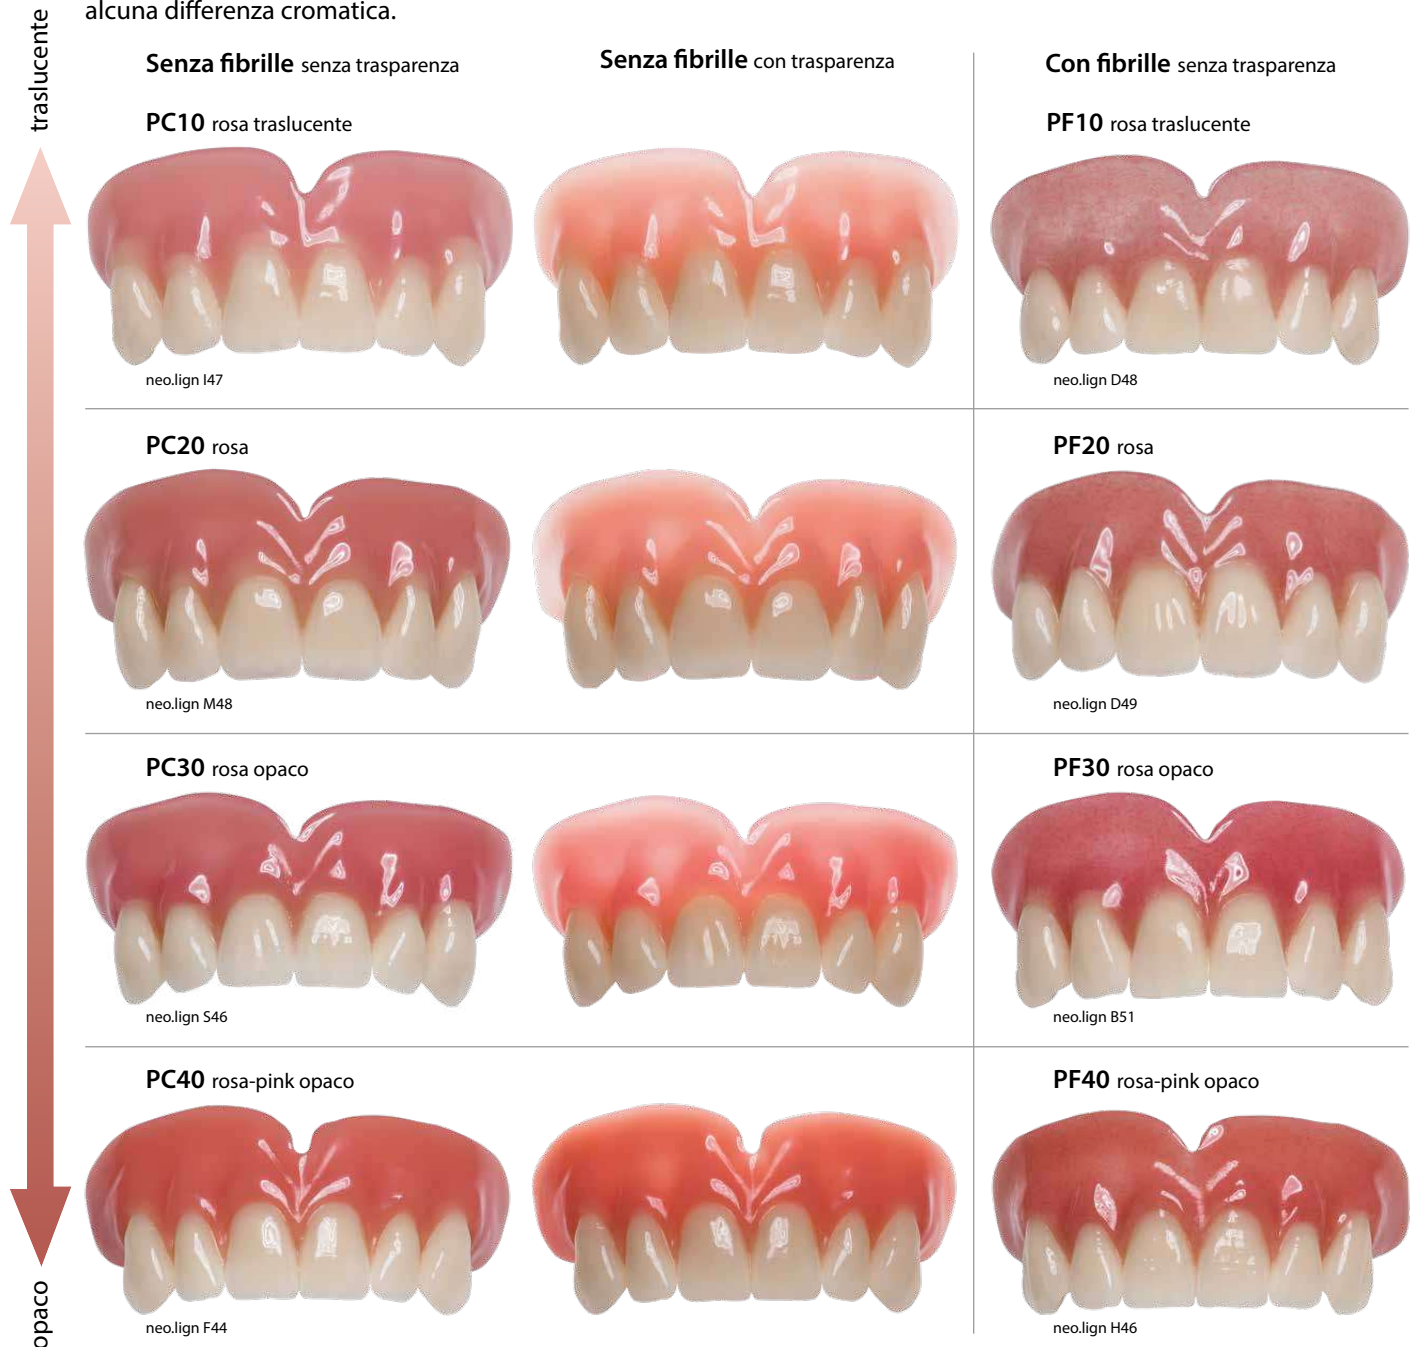 alcuna differenza cromatica.
traslucente
Senza fibrille senza trasparenza
Senza fibrille con trasparenza
Con fibrille senza trasparenza
PC10 rosa traslucente
PF10 rosa traslucente
neo.lign I47
neo.lign D48
PC20 rosa
PF20 rosa
neo.lign M48
neo.lign D49
PC30 rosa opaco
PF30 rosa opaco
neo.lign S46
neo.lign B51
PC40 rosa-pink opaco
PF40 rosa-pink opaco
neo.lign F44
neo.lign H46
opaco